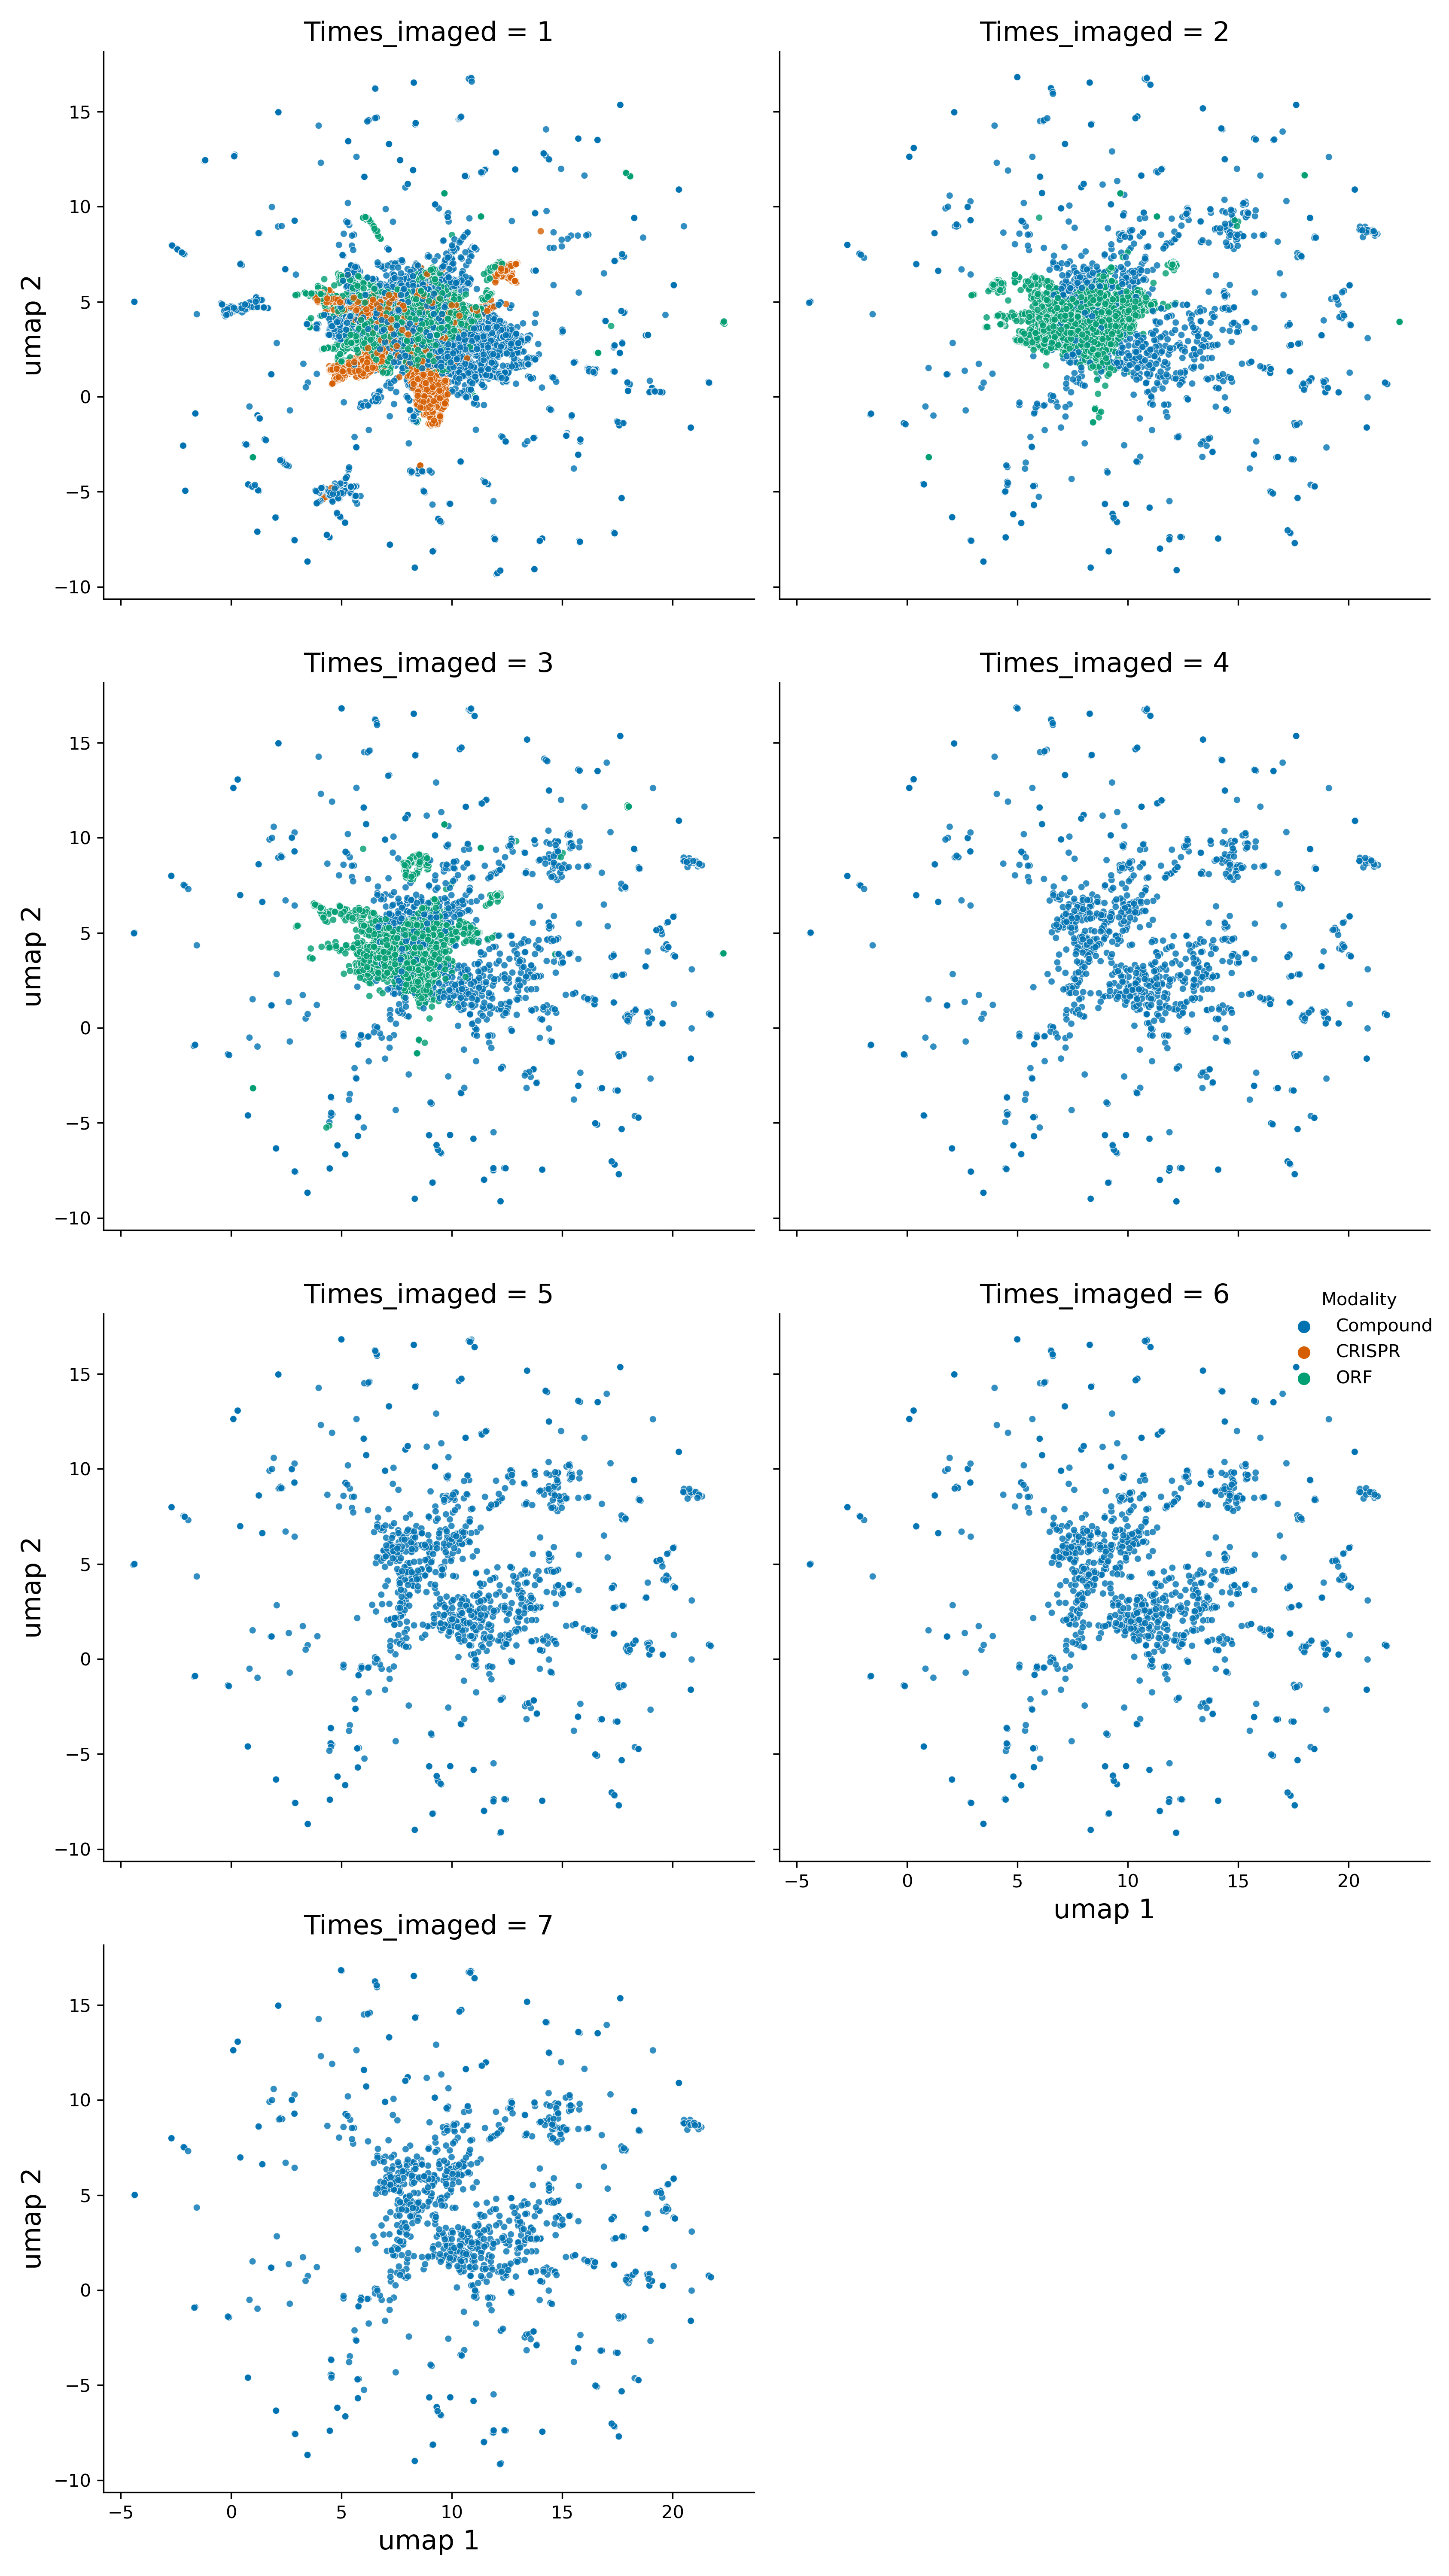 Times_imaged = 1
Times_imaged = 2
umap 2
15
10
5
0
−5
−10
Times_imaged = 3
Times_imaged = 4
umap 2
15
10
5
0
−5
−10
Times_imaged = 5
Times_imaged = 6
Modality
Compound
CRISPR
ORF
umap 2
15
10
5
0
−5
−10
−5 0 5 10 15 20
umap 1
Times_imaged = 7
umap 2
15
10
5
0
−5
−10
−5 0 5 10 15 20
umap 1